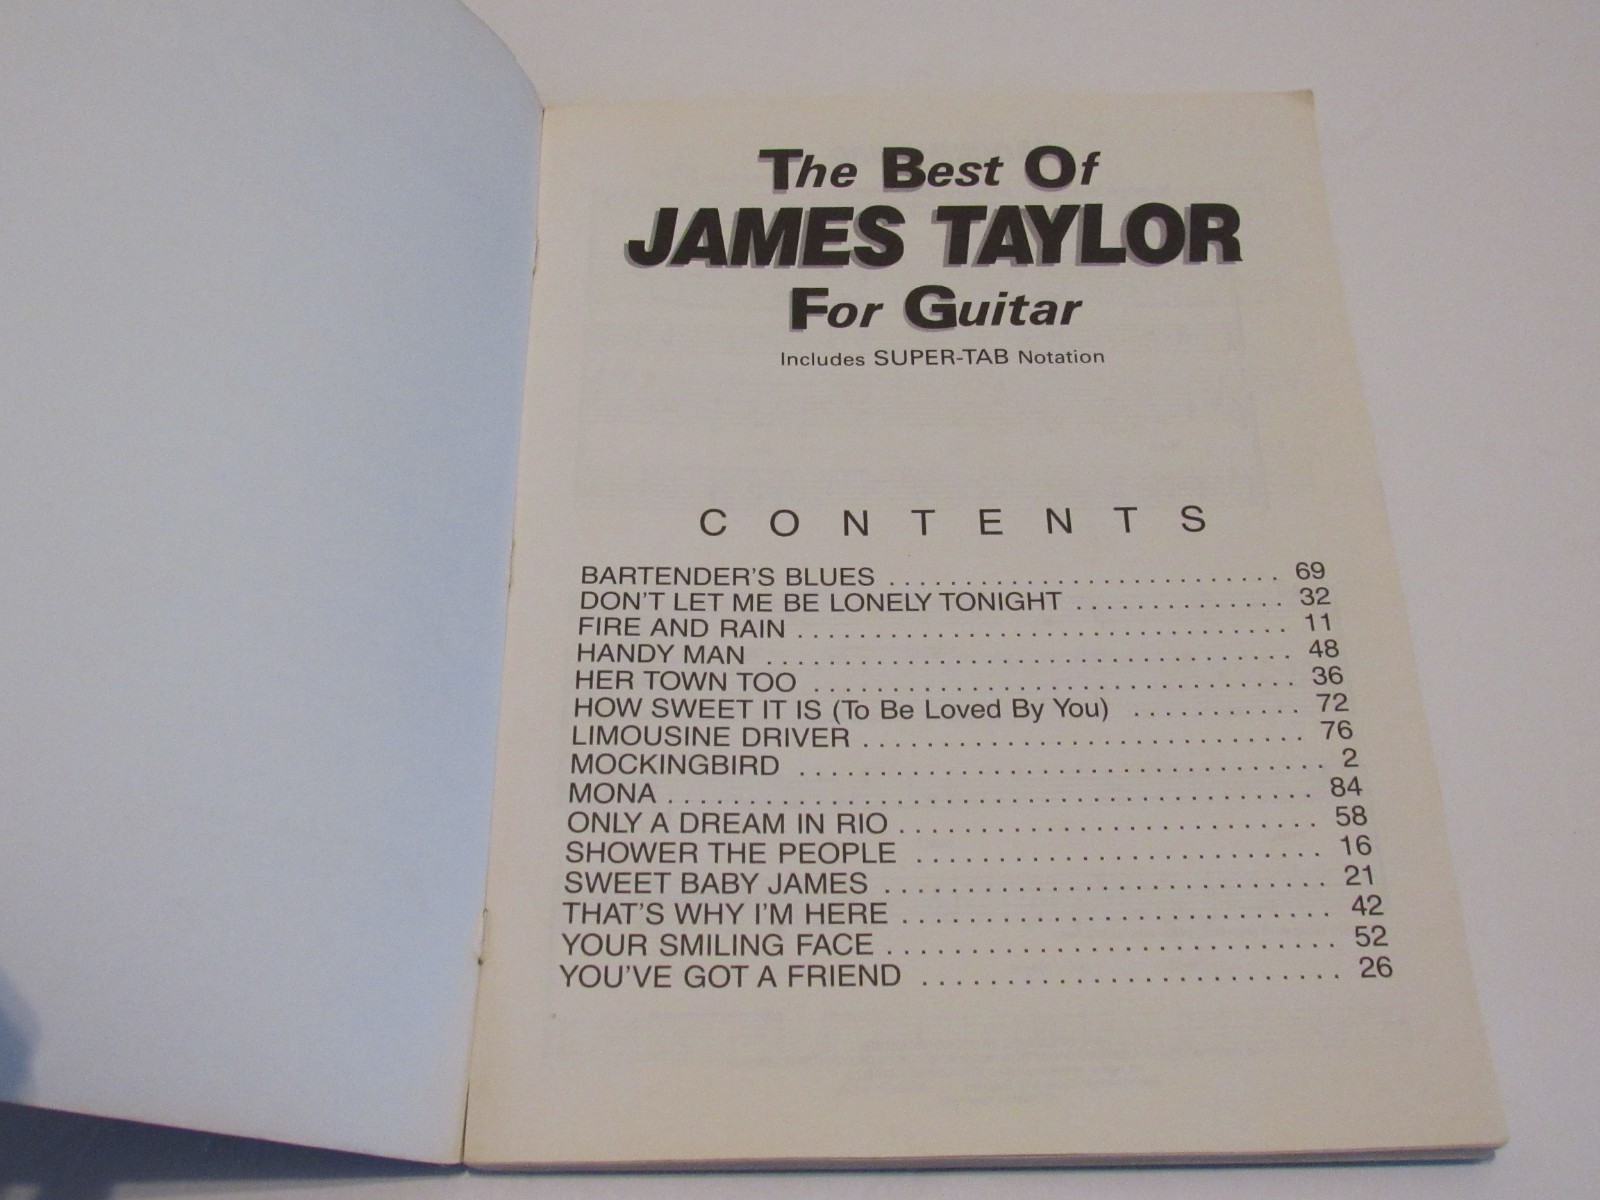 The Best Of
JAMES TAYLOR
For Guitar
Includes SUPER-TAB Notation
CONTENTS
BARTENDER'S BLUES . . . . . . . . . . . . . . . . . . . . . . . . . . 69
DON'T LET ME BE LONELY TONIGHT . . . . . . . . . . . . . . 32
FIRE AND RAIN . . . . . . . . . . . . . . . . . . . . . . . . . . . . . . . . 11
HANDY MAN . . . . . . . . . . . . . . . . . . . . . . . . . . . . . . . . . . 48
HER TOWN TOO . . . . . . . . . . . . . . . . . . . . . . . . . . . . . . . 36
HOW SWEET IT IS (To Be Loved By You) . . . . . . . . . . . 72
LIMOUSINE DRIVER . . . . . . . . . . . . . . . . . . . . . . . . . . . . 76
MOCKINGBIRD . . . . . . . . . . . . . . . . . . . . . . . . . . . . . . . . . 2
MONA . . . . . . . . . . . . . . . . . . . . . . . . . . . . . . . . . . . . . . . . 84
ONLY A DREAM IN RIO . . . . . . . . . . . . . . . . . . . . . . . . . . 58
SHOWER THE PEOPLE . . . . . . . . . . . . . . . . . . . . . . . . . 16
SWEET BABY JAMES . . . . . . . . . . . . . . . . . . . . . . . . . . . 21
THAT'S WHY I'M HERE . . . . . . . . . . . . . . . . . . . . . . . . . . 42
YOUR SMILING FACE . . . . . . . . . . . . . . . . . . . . . . . . . . . 52
YOU'VE GOT A FRIEND . . . . . . . . . . . . . . . . . . . . . . . . . 26